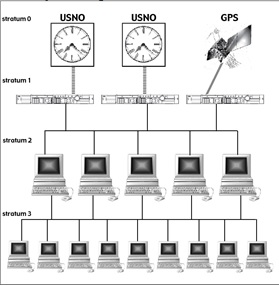 USNO USNO GPS
stratum 0
stratum 1
stratum 2
stratum 3